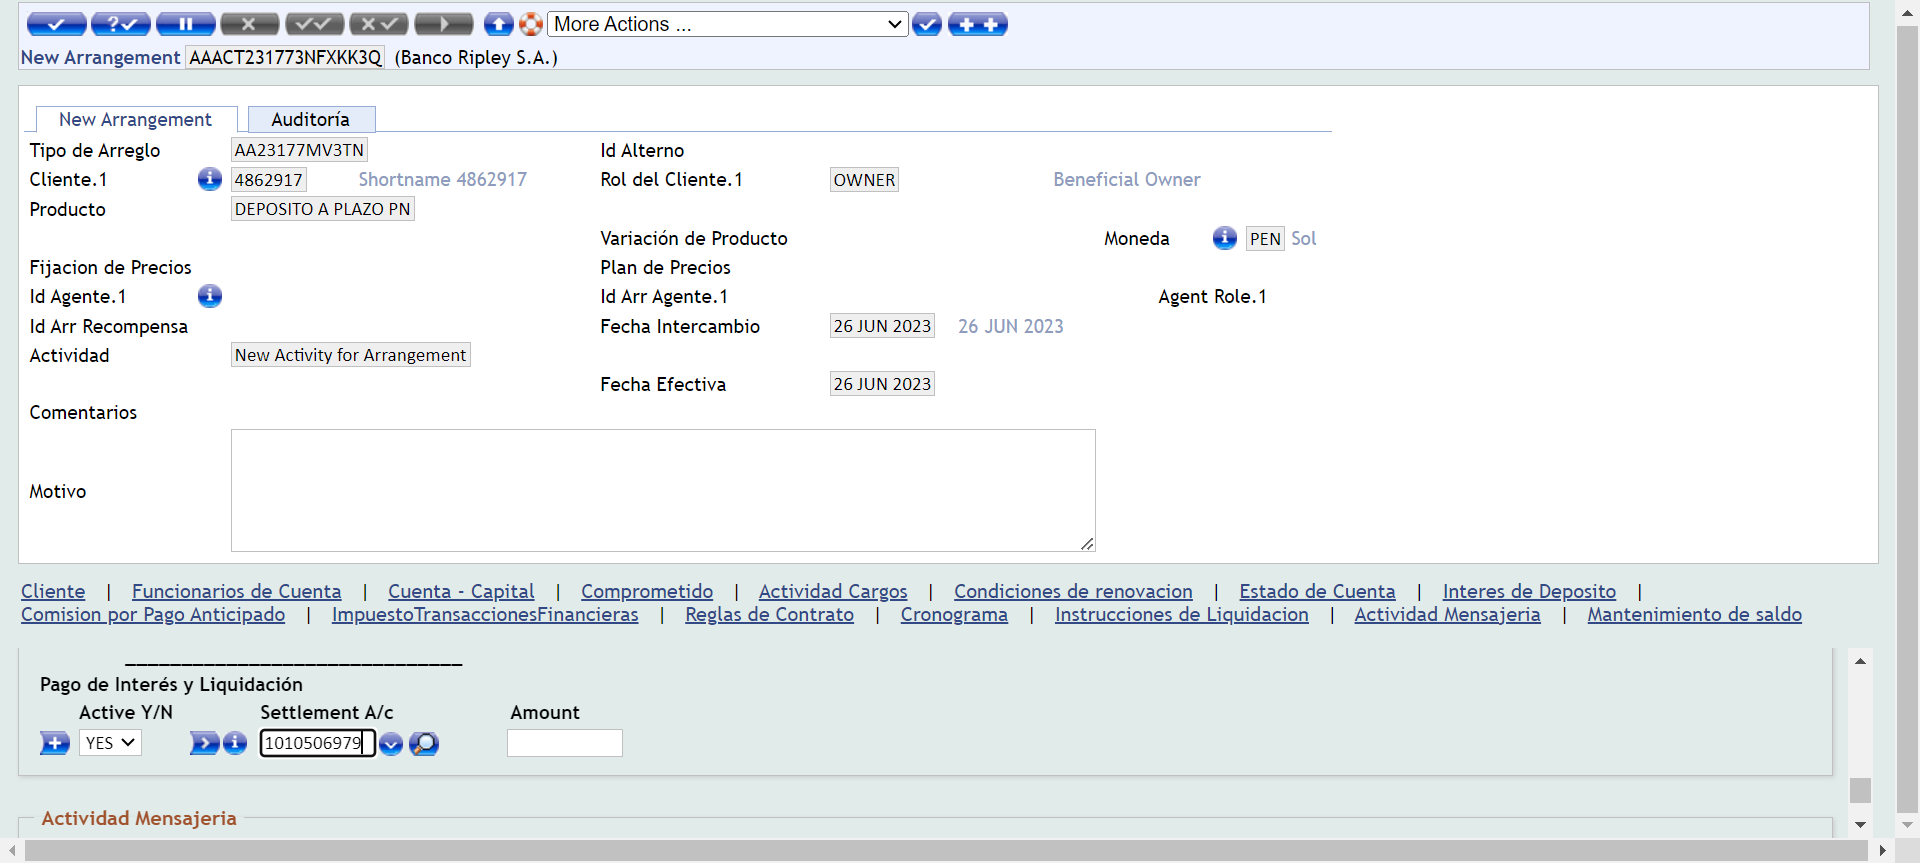 More Actions ...
New Arrangement AAACT231773NFXKK3Q (Banco Ripley S.A.)
New Arrangement Auditoría
Tipo de Arreglo AA23177MV3TN Id Alterno
Cliente.1 4862917 Shortname 4862917 Rol del Cliente.1 OWNER Beneficial Owner
Producto DEPOSITO A PLAZO PN
Variación de Producto Moneda PEN Sol
Fijacion de Precios Plan de Precios
Id Agente.1 Id Arr Agente.1 Agent Role.1
Id Arr Recompensa Fecha Intercambio 26 JUN 2023 26 JUN 2023
Actividad New Activity for Arrangement
Fecha Efectiva 26 JUN 2023
Comentarios
Motivo
Cliente | Funcionarios de Cuenta | Cuenta - Capital | Comprometido | Actividad Cargos | Condiciones de renovacion | Estado de Cuenta | Interes de Deposito |
Comision por Pago Anticipado | ImpuestoTransaccionesFinancieras | Reglas de Contrato | Cronograma | Instrucciones de Liquidacion | Actividad Mensajeria | Mantenimiento de saldo
______________________________
Pago de Interés y Liquidación
Active Y/N Settlement A/c Amount
YES 1010506979
Actividad Mensajeria